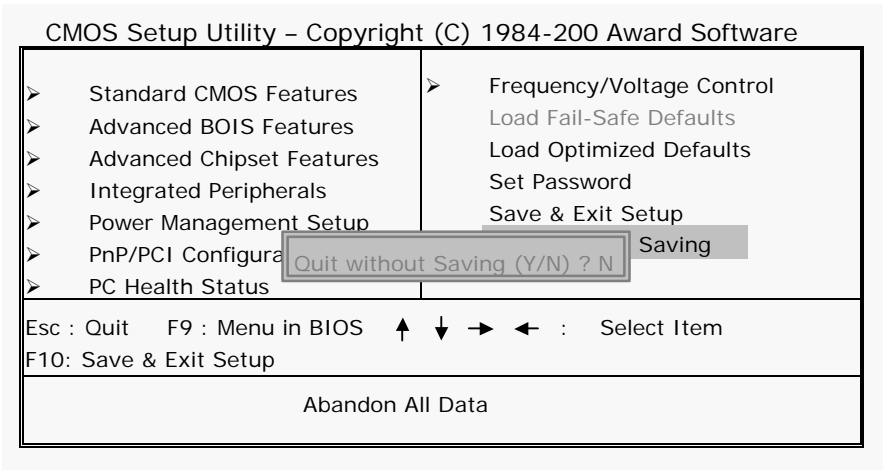 CMOS Setup Utility – Copyright (C) 1984-200 Award Software
➢ Standard CMOS Features
➢ Advanced BOIS Features
➢ Advanced Chipset Features
➢ Integrated Peripherals
➢ Power Management Setup
➢ PnP/PCI Configura
➢ PC Health Status
➢ Frequency/Voltage Control
Load Fail-Safe Defaults
Load Optimized Defaults
Set Password
Save & Exit Setup
Saving
Quit without Saving (Y/N) ? N
Esc : Quit F9 : Menu in BIOS ↑ ↓ → ← : Select Item
F10: Save & Exit Setup
Abandon All Data